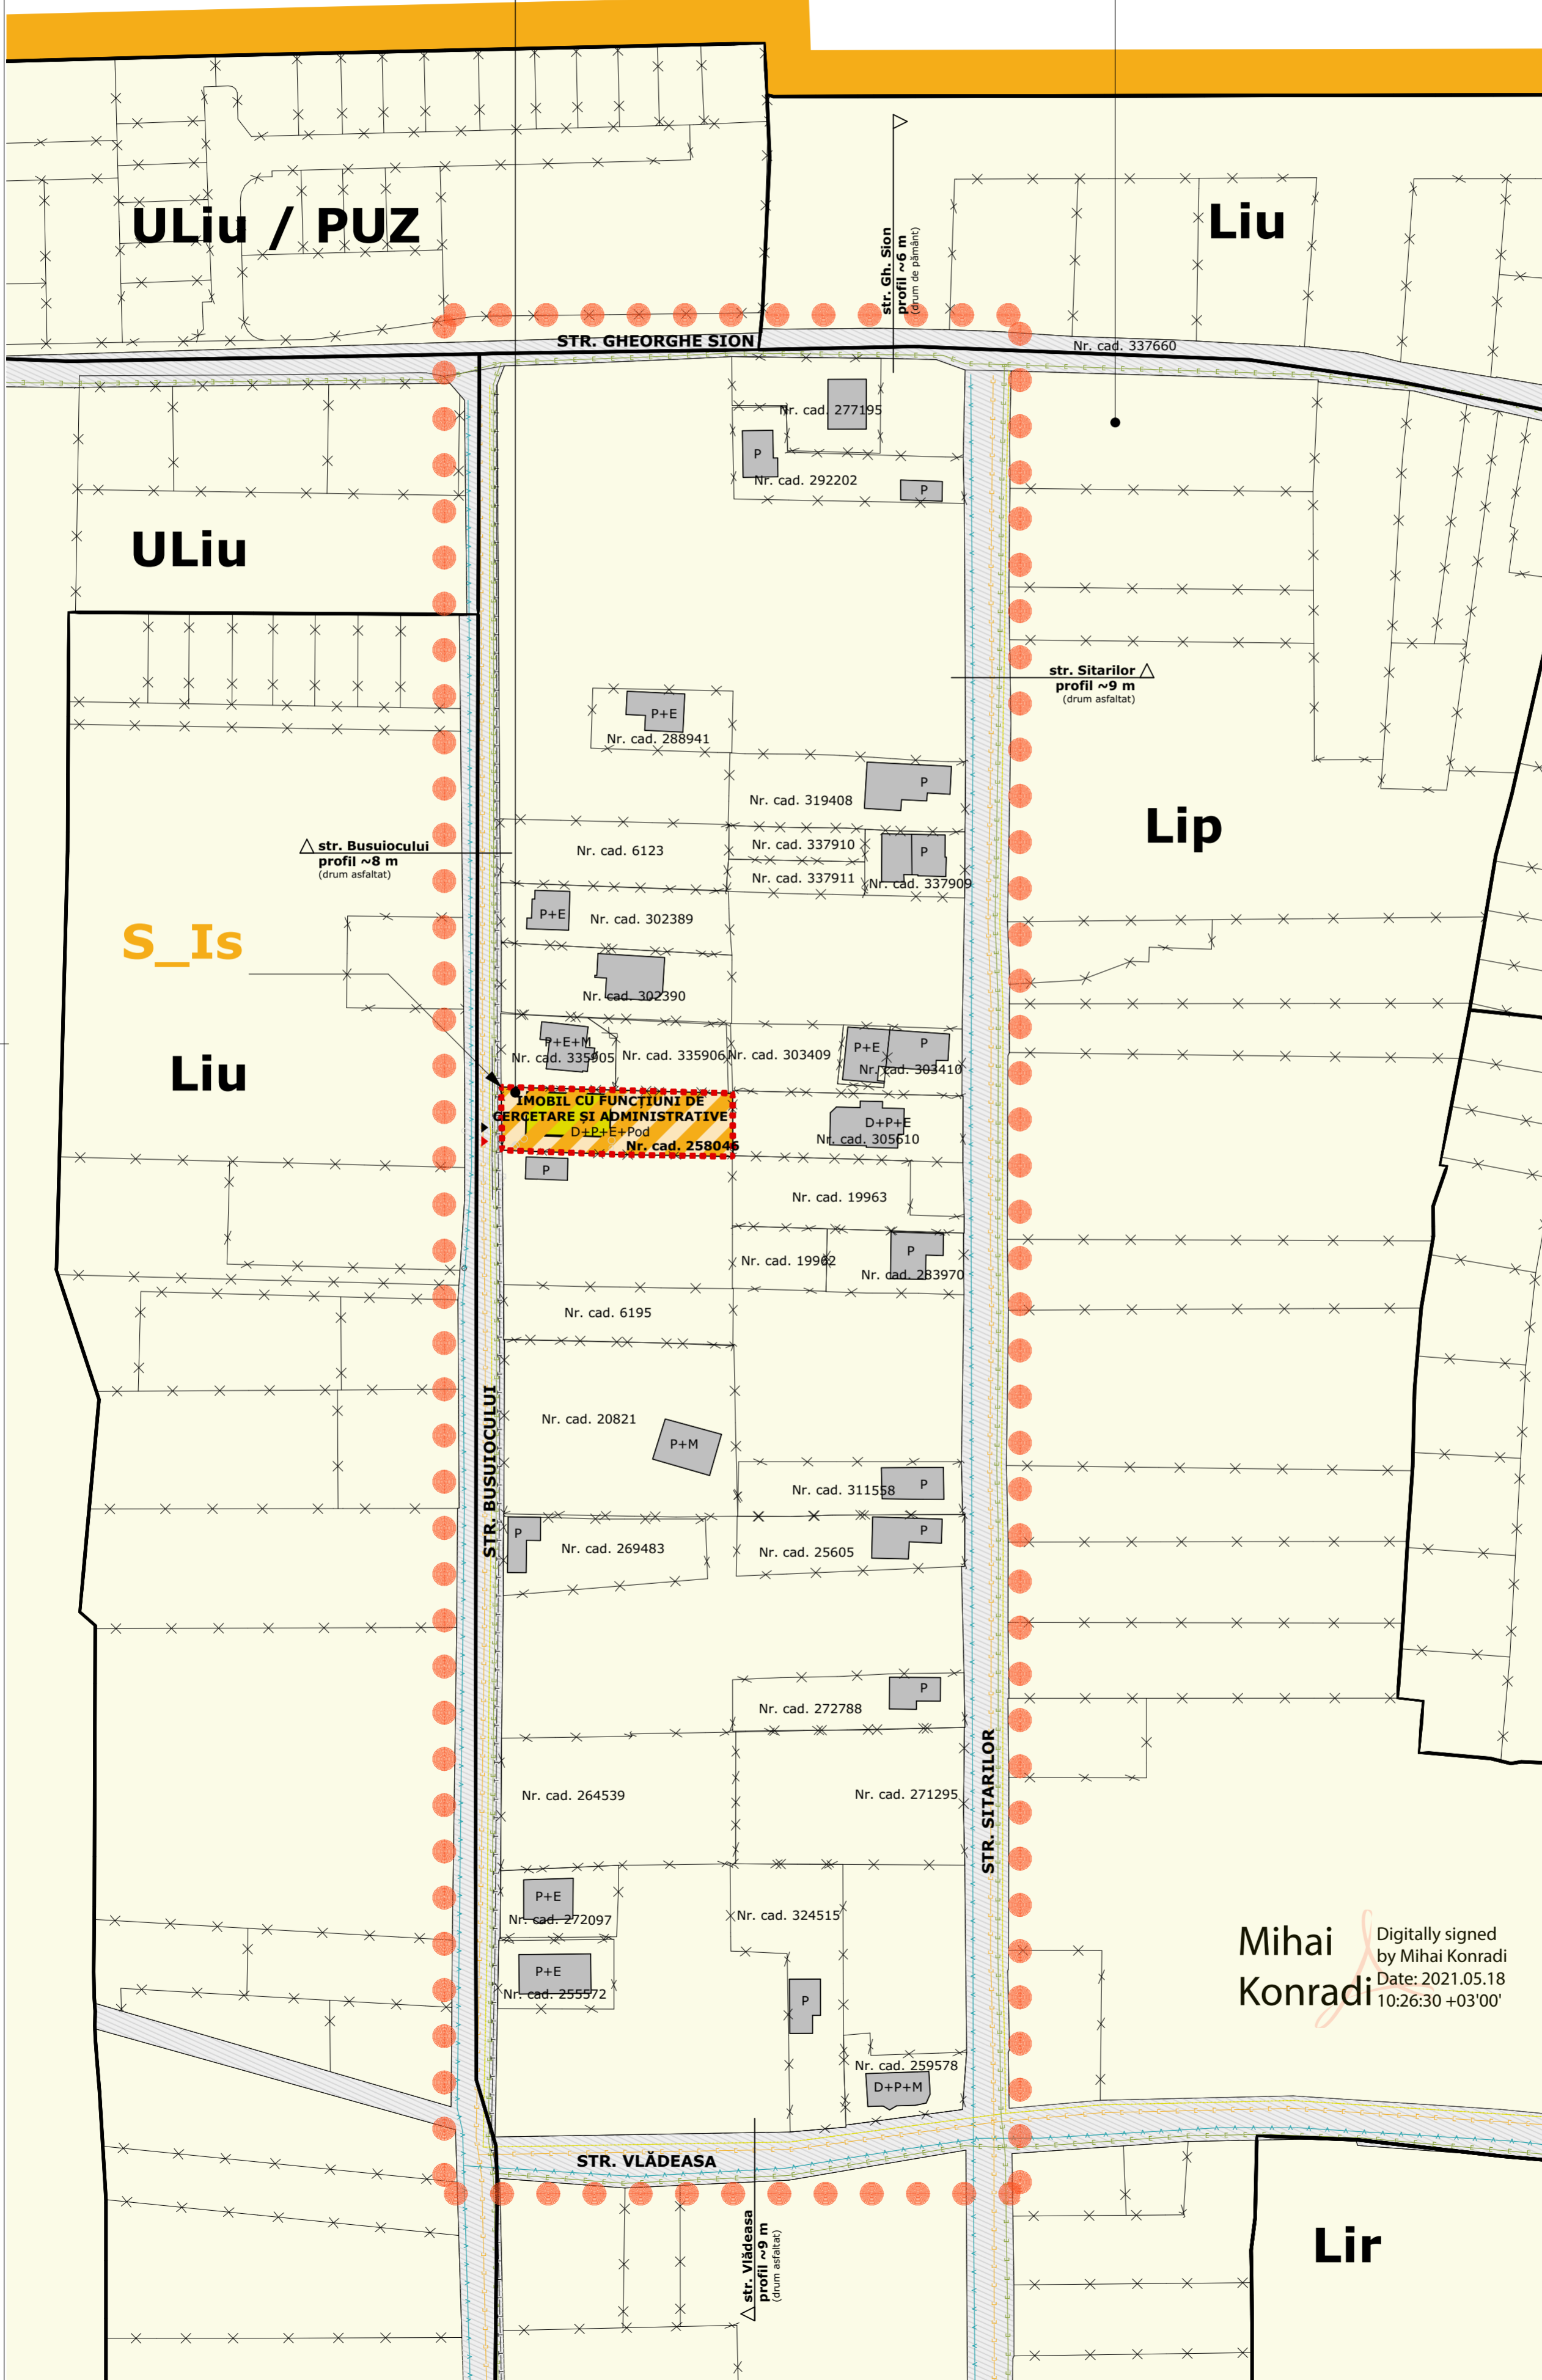 ULiu / PUZ
Liu
str. Gh. Sion
profil ~6 m
(drum de pământ)
STR. GHEORGHE SION
Nr. cad. 337660
Nr. cad. 277195
P
Nr. cad. 292202
P
ULiu
str. Sitarilor
profil ~9 m
(drum asfaltat)
P+E
Nr. cad. 288941
P
Nr. cad. 319408
Lip
str. Busuiocului
profil ~8 m
(drum asfaltat)
Nr. cad. 6123
Nr. cad. 337910
P
Nr. cad. 337911
Nr. cad. 337909
P+E
Nr. cad. 302389
S_Is
Nr. cad. 302390
P+E+M
Nr. cad. 335905
Nr. cad. 335906
Nr. cad. 303409
P+E
P
Nr. cad. 303410
Liu
IMOBIL CU FUNCȚIUNI DE
CERCETARE ȘI ADMINISTRATIVE
D+P+E+Pod
Nr. cad. 258046
D+P+E
Nr. cad. 305610
P
Nr. cad. 19963
Nr. cad. 19962
P
Nr. cad. 283970
Nr. cad. 6195
STR. BUSUIOCULUI
Nr. cad. 20821
P+M
P
Nr. cad. 311558
P
Nr. cad. 269483
P
Nr. cad. 25605
P
Nr. cad. 272788
STR. SITARILOR
Nr. cad. 264539
Nr. cad. 271295
P+E
Nr. cad. 272097
Nr. cad. 324515
P+E
Nr. cad. 255572
P
Nr. cad. 259578
D+P+M
Mihai
Konradi
Digitally signed
by Mihai Konradi
Date: 2021.05.18
10:26:30 +03'00'
STR. VLĂDEASA
str. Vlădeasa
profil ~9 m
(drum asfaltat)
Lir